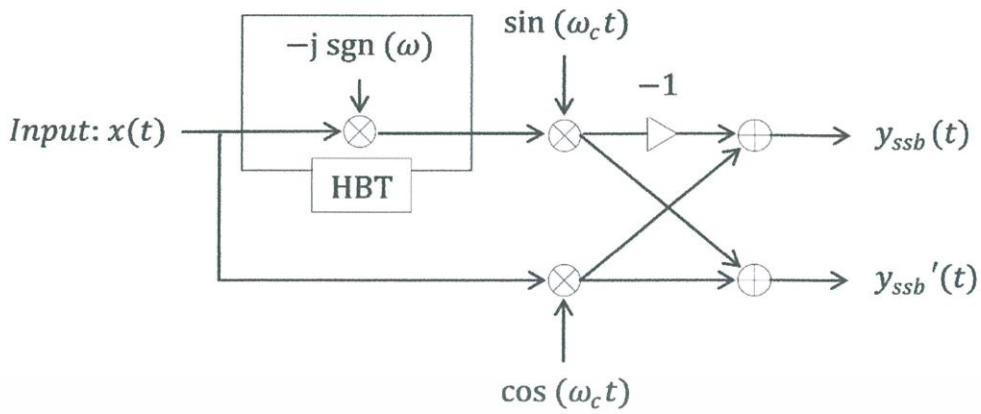 sin (ω_c t)
−j sgn (ω)
−1
Input: x(t)
y_ssb(t)
HBT
y_ssb'(t)
cos (ω_c t)